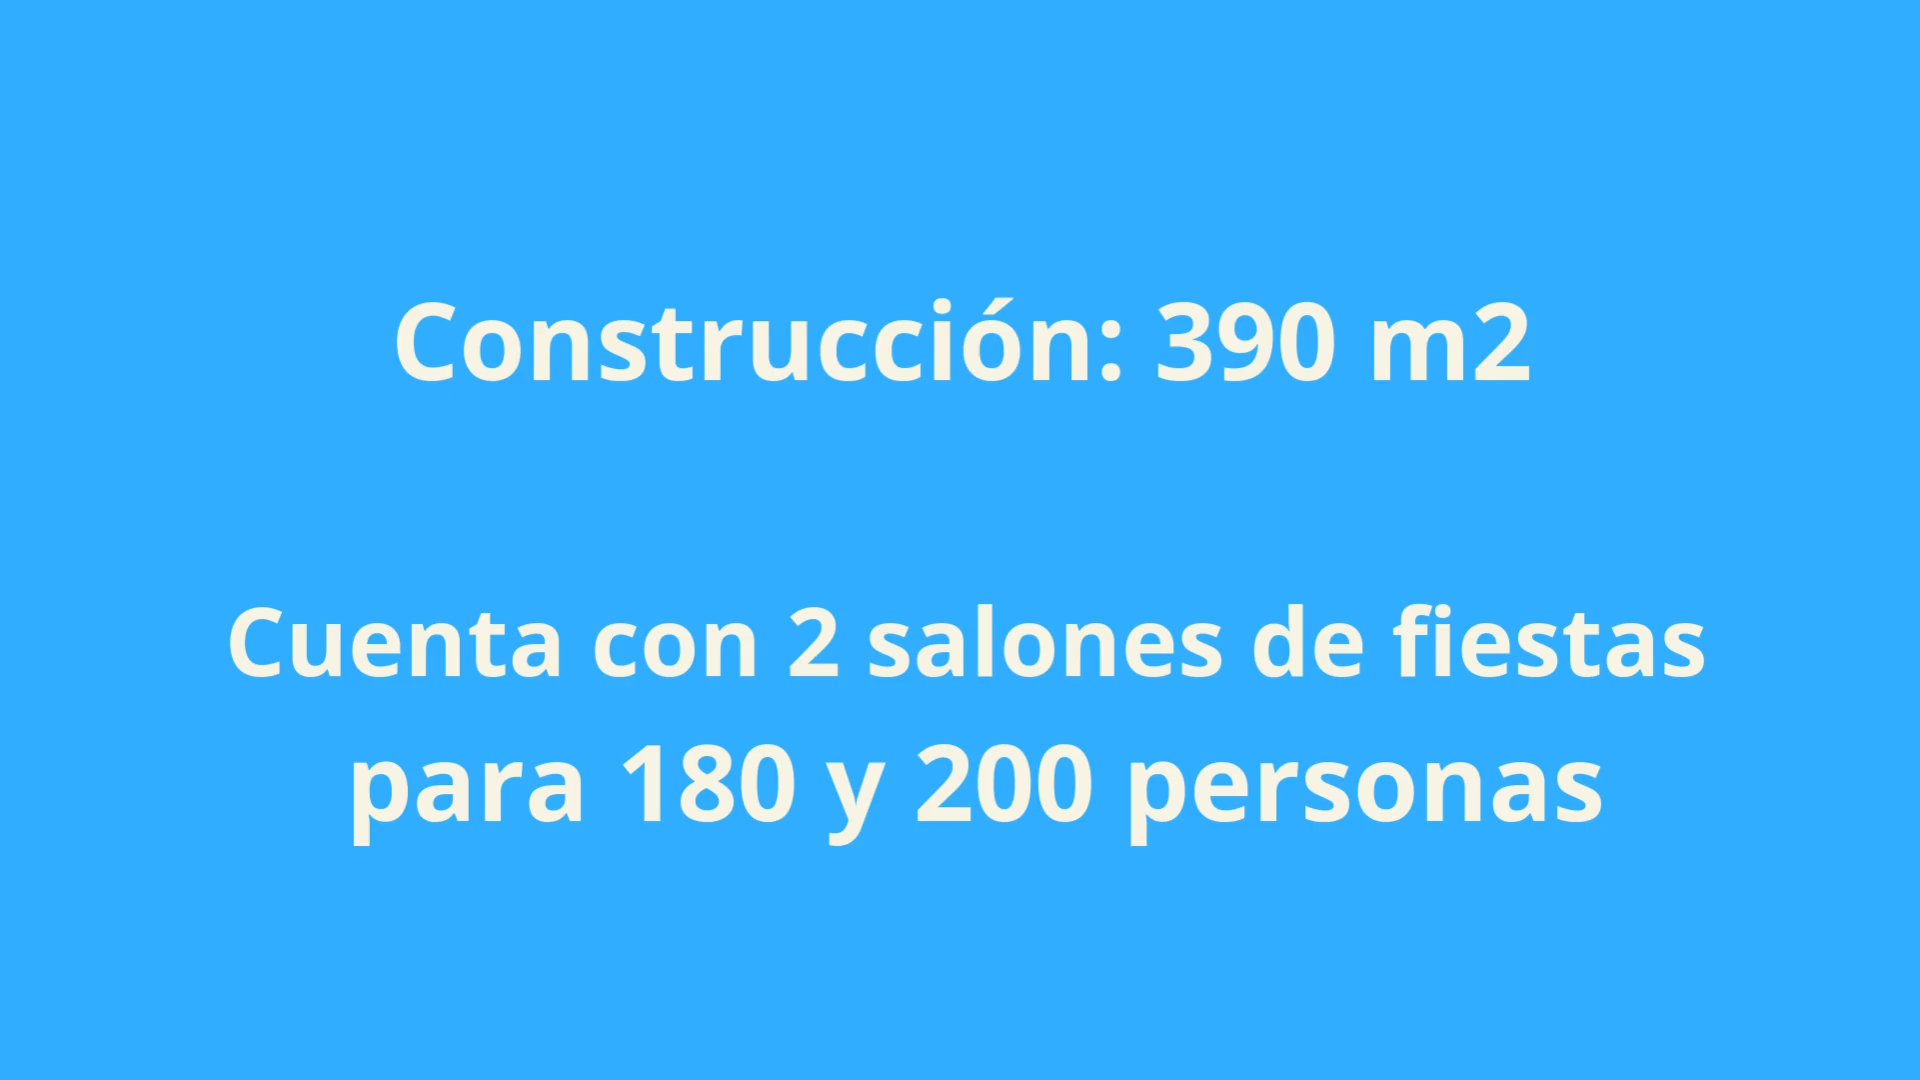 Construcción: 390 m2
Cuenta con 2 salones de fiestas
para 180 y 200 personas